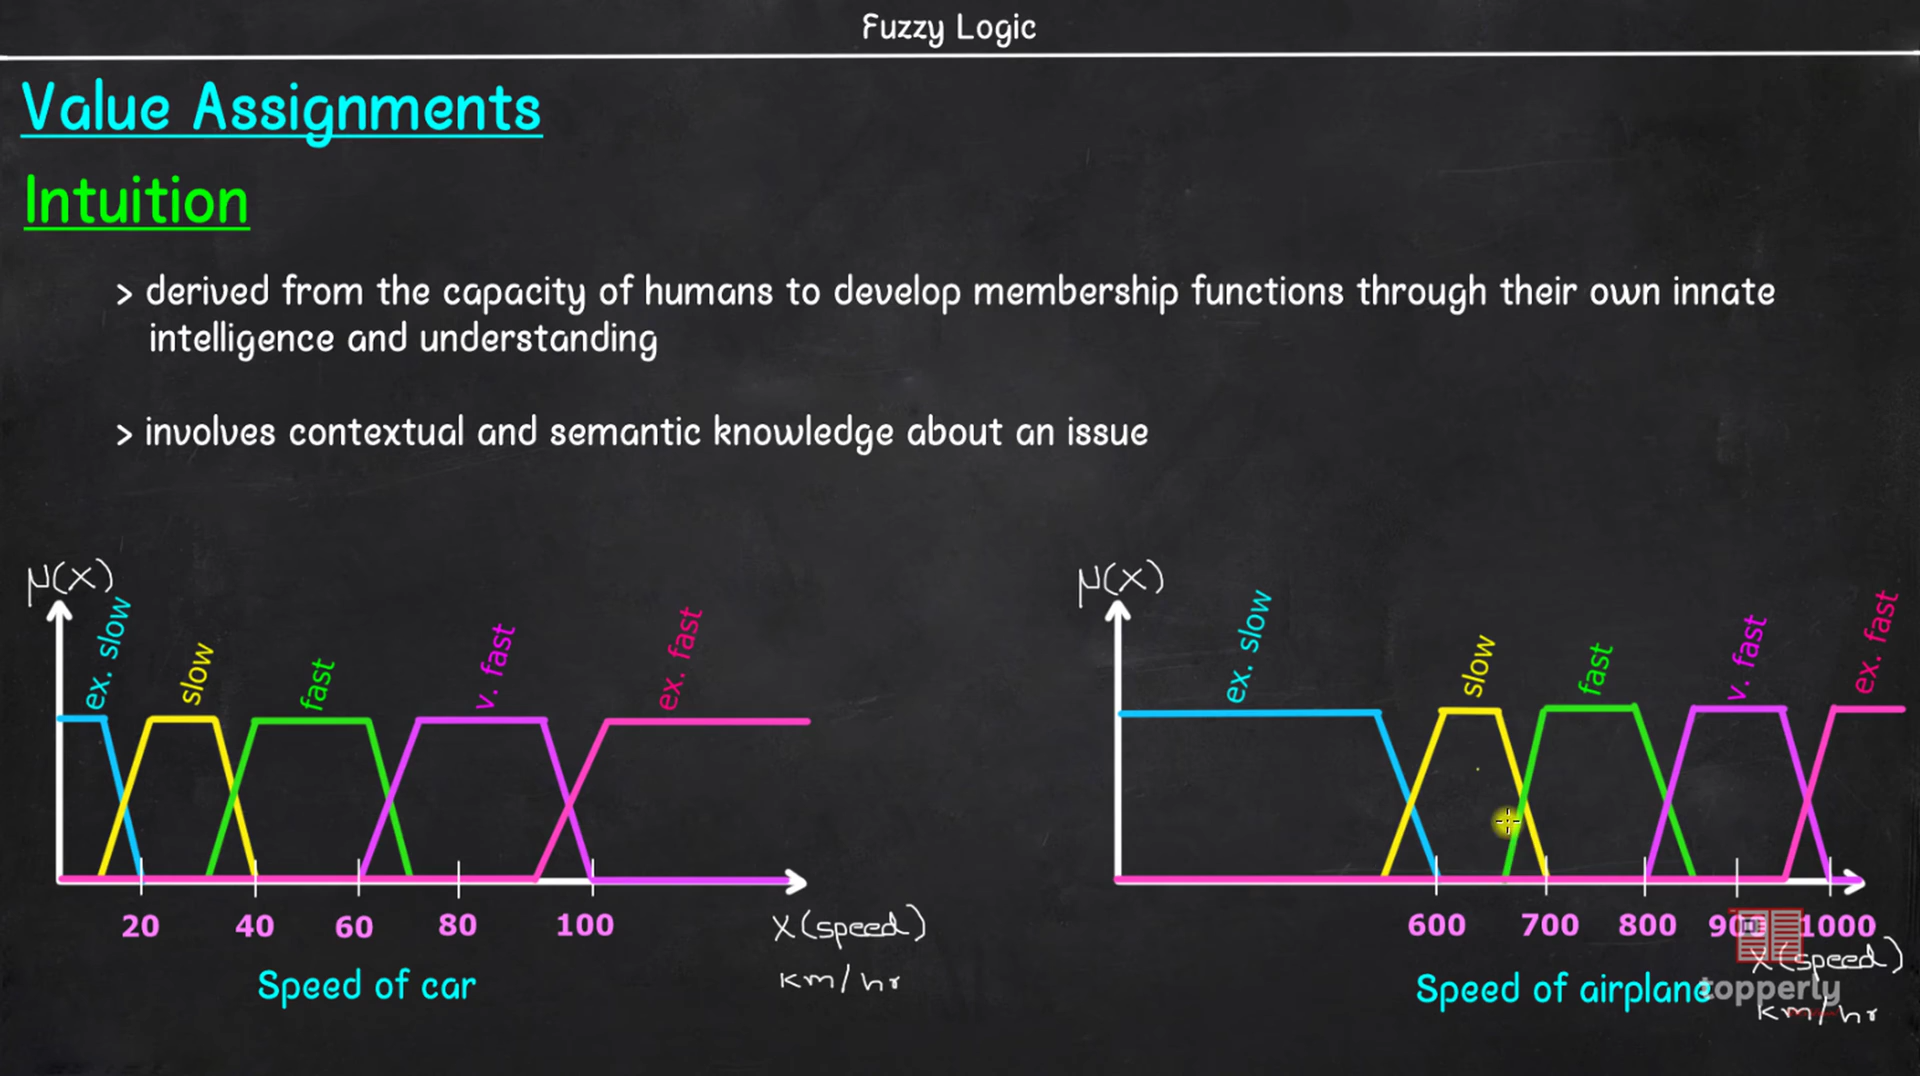 Fuzzy Logic
Value Assignments
Intuition
> derived from the capacity of humans to develop membership functions through their own innate
intelligence and understanding
> involves contextual and semantic knowledge about an issue
μ(x)
ex. slow
slow
fast
v. fast
ex. fast
20 40 60 80 100
X (speed)
km/hr
Speed of car
μ(x)
ex. slow
slow
fast
v. fast
ex. fast
600 700 800 900 1000
X (speed)
km/hr
Speed of airplane
topperly